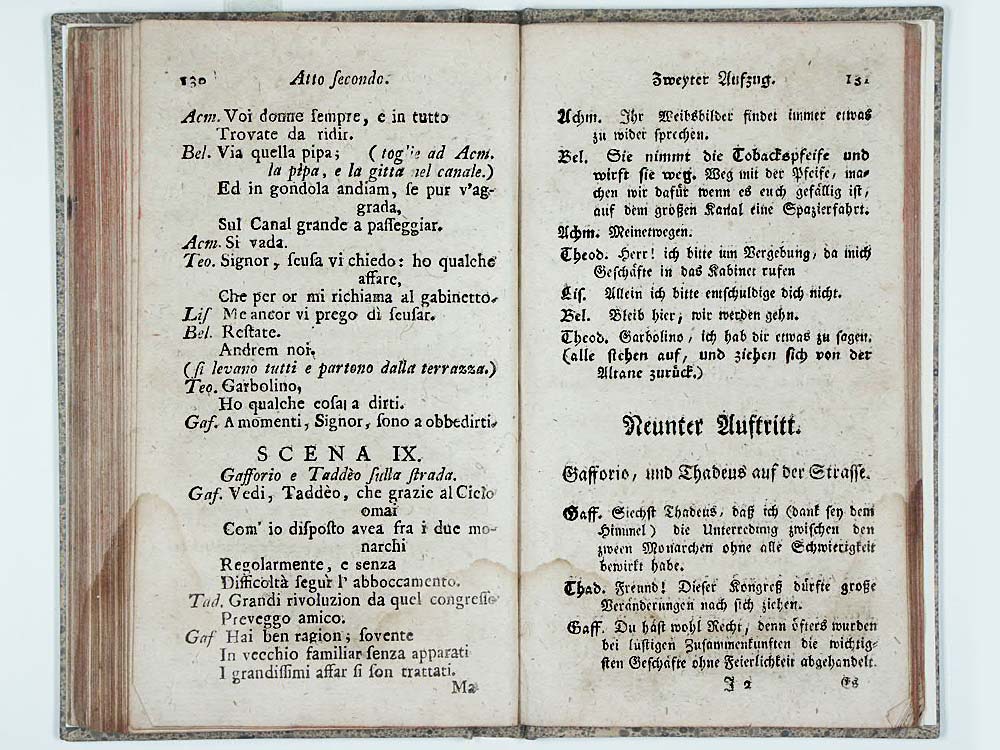 130 Atto ſecondo.
Acm. Voi donne ſempre, e in tutto
Trovate da ridir.
Bel. Via quella pipa; (toglie ad Acm.
la pipa, e la gitta nel canale.)
Ed in gondola andiam, ſe pur v'ag-
grada,
Sul Canal grande a paſſeggiar.
Acm. Si vada.
Teo. Signor, ſcuſa vi chiedo: ho qualche
affare,
Che per or mi richiama al gabinetto.
Liſ Me ancor vi prego di ſcuſar.
Bel. Reſtate.
Andrem noi.
(ſi levano tutti e partono dalla terrazza.)
Teo. Garbolino,
Ho qualche coſa a dirti.
Gaf. A momenti, Signor, ſono a obbedirti.
SCENA IX.
Gafforio e Taddèo ſulla ſtrada.
Gaf. Vedi, Taddèo, che grazie al Cielo
omai
Com' io diſpoſto avea fra i due mo-
narchi
Regolarmente, e senza
Difficoltà ſeguì l' abboccamento.
Tad. Grandi rivoluzion da quel congreſſo
Preveggo amico.
Gaf Hai ben ragion; ſovente
In vecchio familiar ſenza apparati
I grandiſſimi affar ſi ſon trattati.
Ma
Zweyter Aufzug. 131
Achm. Ihr Weibsbilder findet immer etwas
zu wider ſprechen.
Bel. Sie nimmt die Tobackspfeife und
wirft ſie weg. Weg mit der Pfeife, ma-
chen wir dafür wenn es euch gefällig iſt,
auf dem großen Kanal eine Spazierfahrt.
Achm. Meinetwegen.
Theod. Herr! ich bitte um Vergebung, da mich
Geſchäfte in das Kabinet rufen
Liſ. Allein ich bitte entſchuldige dich nicht.
Bel. Bleib hier, wir werden gehn.
Theod. Garbolino, ich hab dir etwas zu ſagen.
(alle ſtehen auf, und ziehen ſich von der
Altane zurück.)
Neunter Auftritt.
Gafforio, und Thadeus auf der Straſſe.
Gaff. Siechſt Thadeus, daß ich (dank ſey dem
Himmel) die Unterredung zwiſchen den
zween Monarchen ohne alle Schwierigkeit
bewirkt habe.
Thad. Freund! Dieſer Kongreß dürfte große
Veränderungen nach ſich ziehen.
Gaff. Du haſt wohl Recht, denn öfters wurden
bei luſtigen Zuſammenkunften die wichtig-
ſten Geſchäfte ohne Feierlichkeit abgehandelt.
J 2 Es